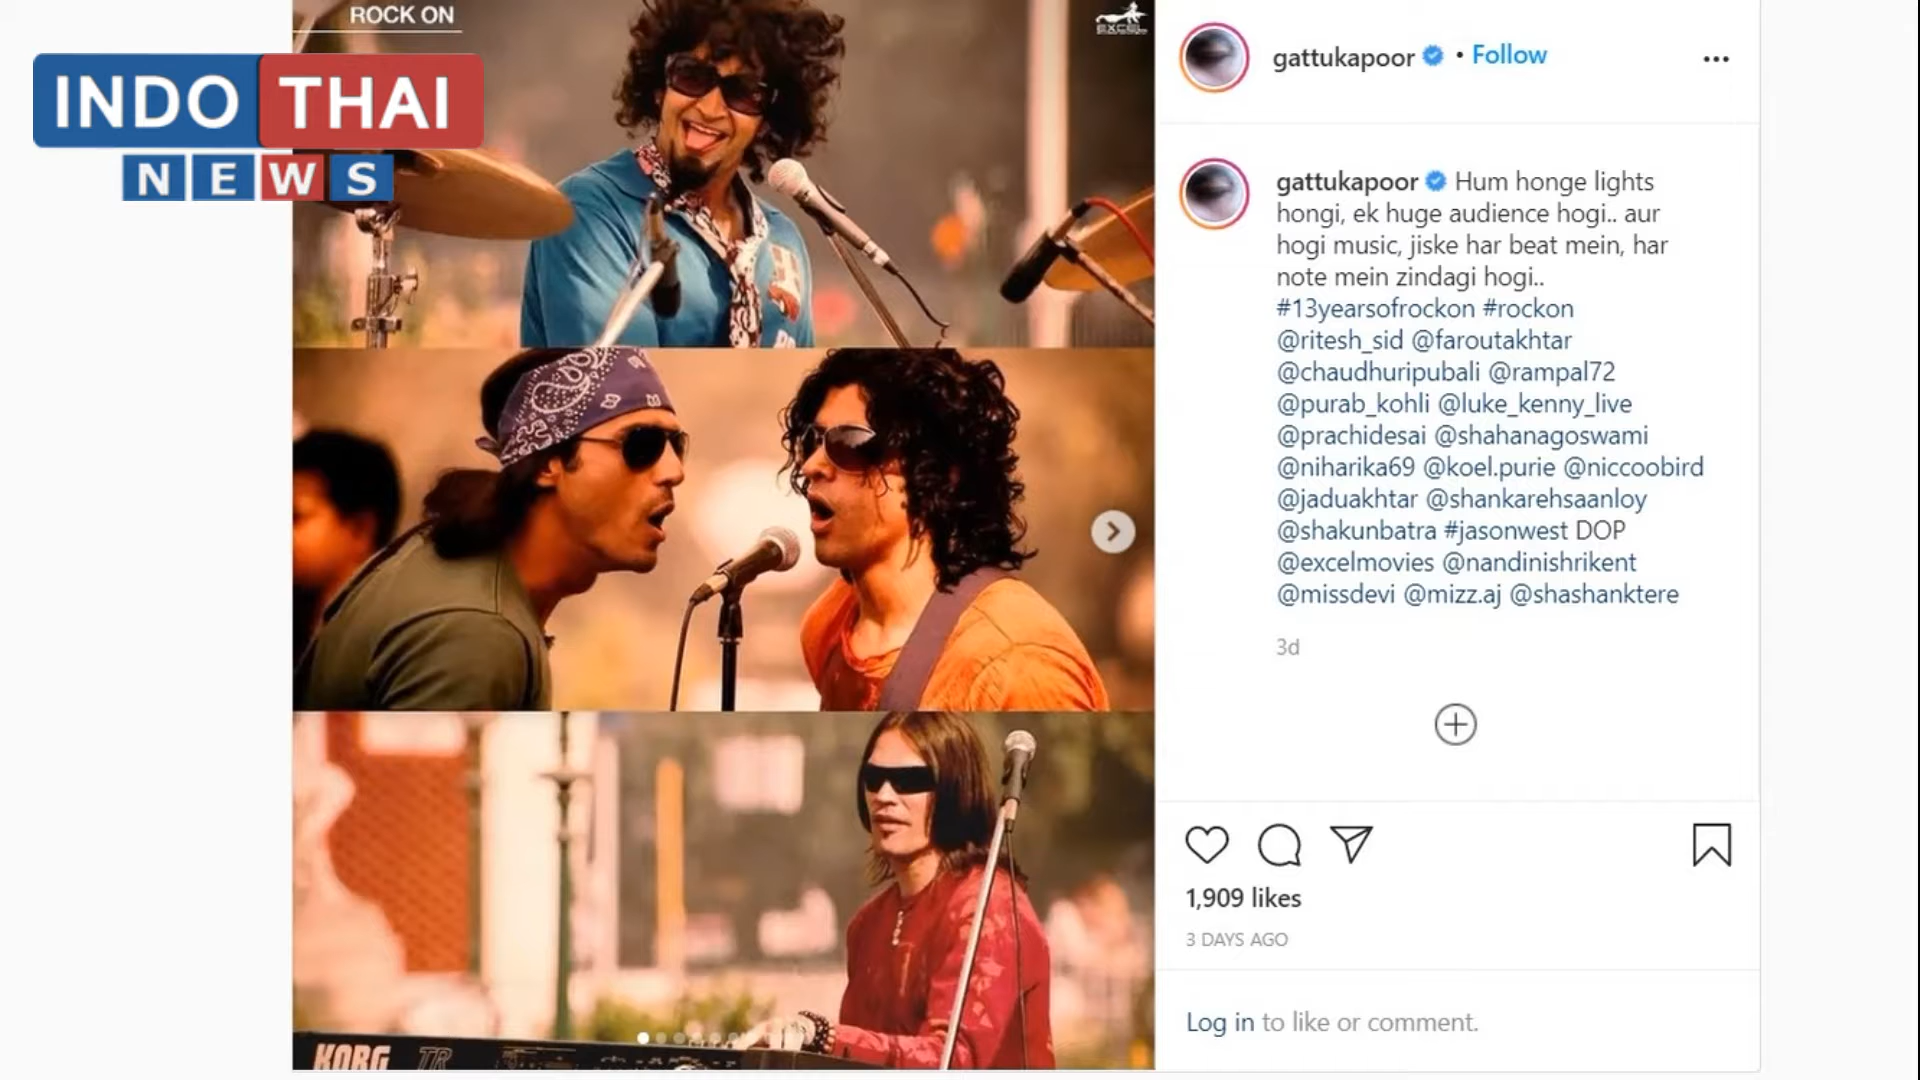 ROCK ON
EXCEL
INDO THAI
NEWS
gattukapoor • Follow
gattukapoor Hum honge lights
hongi, ek huge audience hogi.. aur
hogi music, jiske har beat mein, har
note mein zindagi hogi..
#13yearsofrockon #rockon
@ritesh_sid @faroutakhtar
@chaudhuripubali @rampal72
@purab_kohli @luke_kenny_live
@prachidesai @shahanagoswami
@niharika69 @koel.purie @niccoobird
@jaduakhtar @shankarehsaanloy
@shakunbatra #jasonwest DOP
@excelmovies @nandinishrikent
@missdevi @mizz.aj @shashanktere
3d
1,909 likes
3 DAYS AGO
Log in to like or comment.
KORG TR